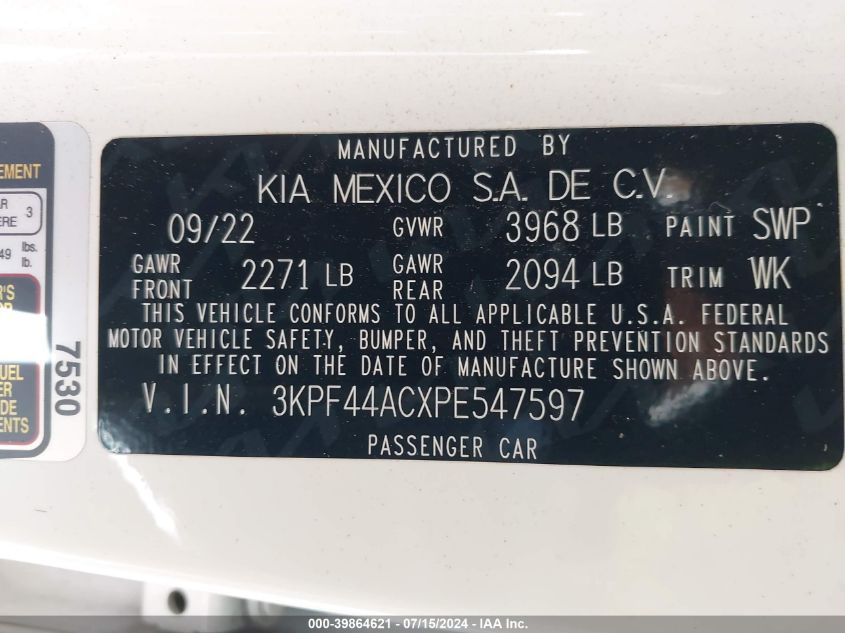 MANUFACTURED BY
KIA MEXICO S.A. DE C.V.
09/22 GVWR 3968 LB PAINT SWP
GAWR FRONT 2271 LB GAWR REAR 2094 LB TRIM WK
THIS VEHICLE CONFORMS TO ALL APPLICABLE U.S.A. FEDERAL
MOTOR VEHICLE SAFETY, BUMPER, AND THEFT PREVENTION STANDARDS
IN EFFECT ON THE DATE OF MANUFACTURE SHOWN ABOVE.
V.I.N. 3KPF44ACXPE547597
PASSENGER CAR
3
lbs.
lb.
7530
000-39864621 - 07/15/2024 - IAA Inc.